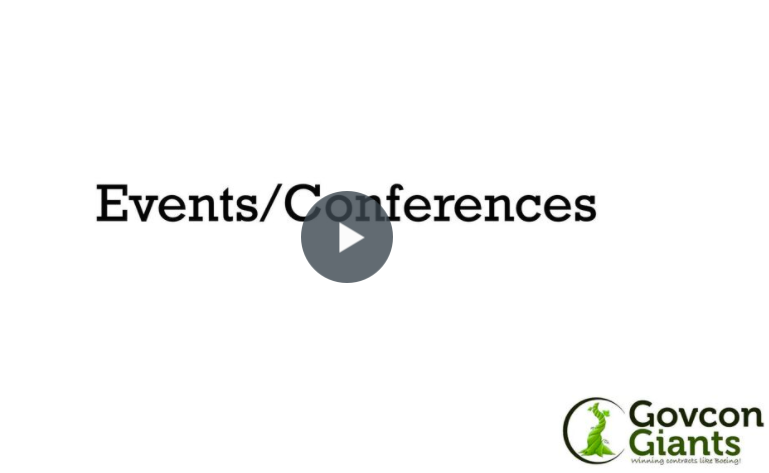 Events/Conferences
Govcon
Giants
Winning contracts like Boeing!